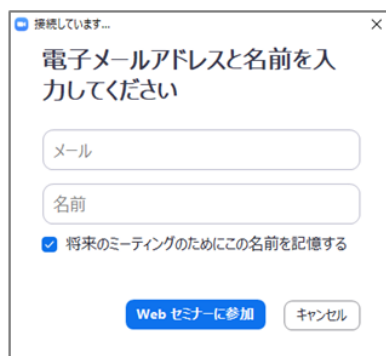 接続しています...
電子メールアドレスと名前を入
力してください
メール
名前
将来のミーティングのためにこの名前を記憶する
Web セミナーに参加 キャンセル